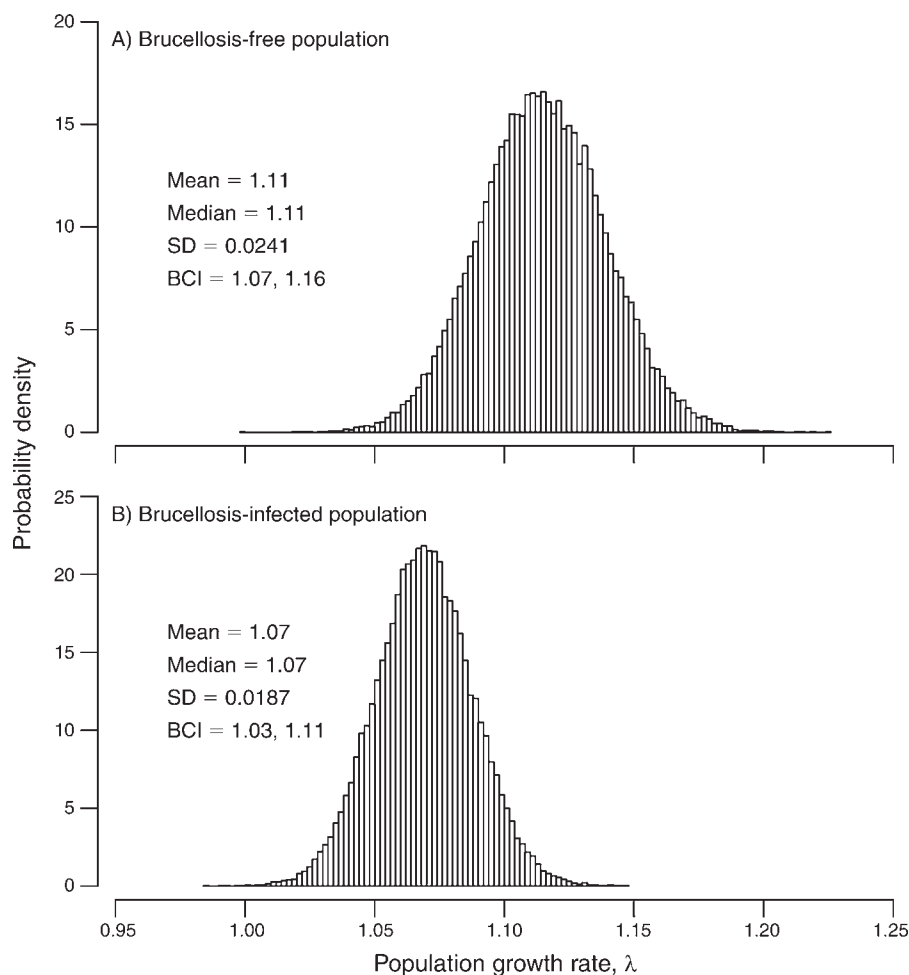 20
A) Brucellosis-free population
15
Mean = 1.11
Median = 1.11
10
SD = 0.0241
BCI = 1.07, 1.16
5
0
Probability density
25
B) Brucellosis-infected population
20
Mean = 1.07
15
Median = 1.07
SD = 0.0187
10
BCI = 1.03, 1.11
5
0
0.95 1.00 1.05 1.10 1.15 1.20 1.25
Population growth rate, λ